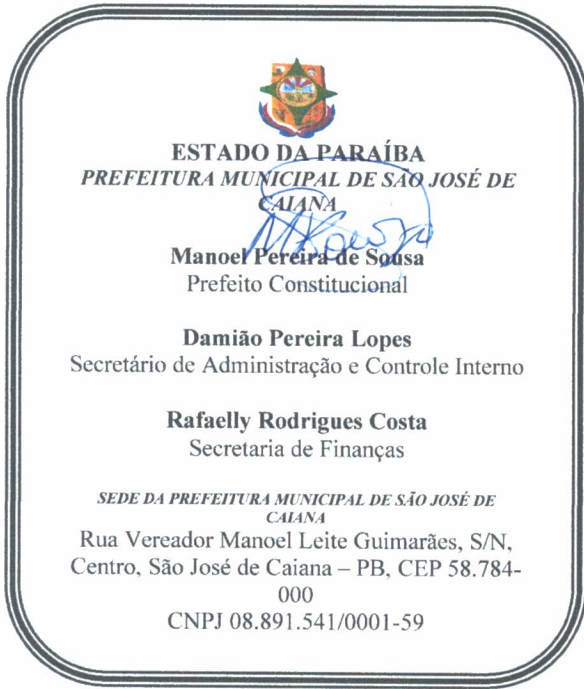 ESTADO DA PARAÍBA
PREFEITURA MUNICIPAL DE SÃO JOSÉ DE
CAIANA
Manoel Pereira de Sousa
Prefeito Constitucional
Damião Pereira Lopes
Secretário de Administração e Controle Interno
Rafaelly Rodrigues Costa
Secretaria de Finanças
SEDE DA PREFEITURA MUNICIPAL DE SÃO JOSÉ DE
CAIANA
Rua Vereador Manoel Leite Guimarães, S/N,
Centro, São José de Caiana – PB, CEP 58.784-
000
CNPJ 08.891.541/0001-59